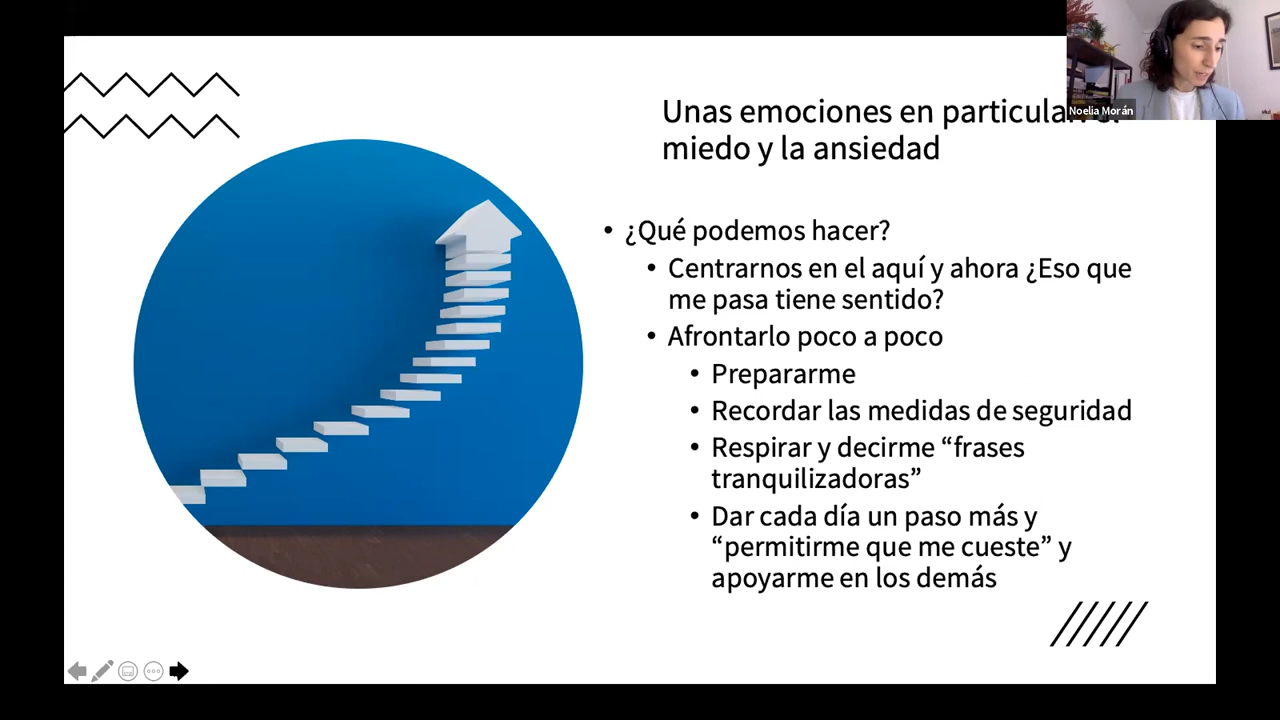 Unas emociones en particular
miedo y la ansiedad
Noelia Morán
• ¿Qué podemos hacer?
• Centrarnos en el aquí y ahora ¿Eso que
me pasa tiene sentido?
• Afrontarlo poco a poco
• Prepararme
• Recordar las medidas de seguridad
• Respirar y decirme “frases
tranquilizadoras”
• Dar cada día un paso más y
“permitirme que me cueste” y
apoyarme en los demás